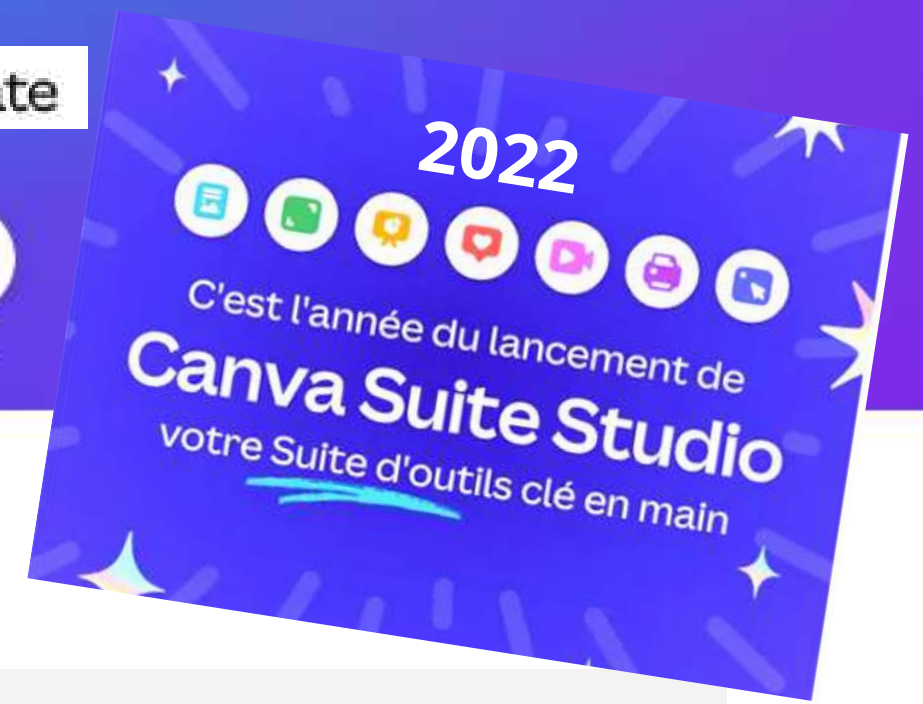 2022
C'est l'année du lancement de
Canva Suite Studio
votre Suite d'outils clé en main